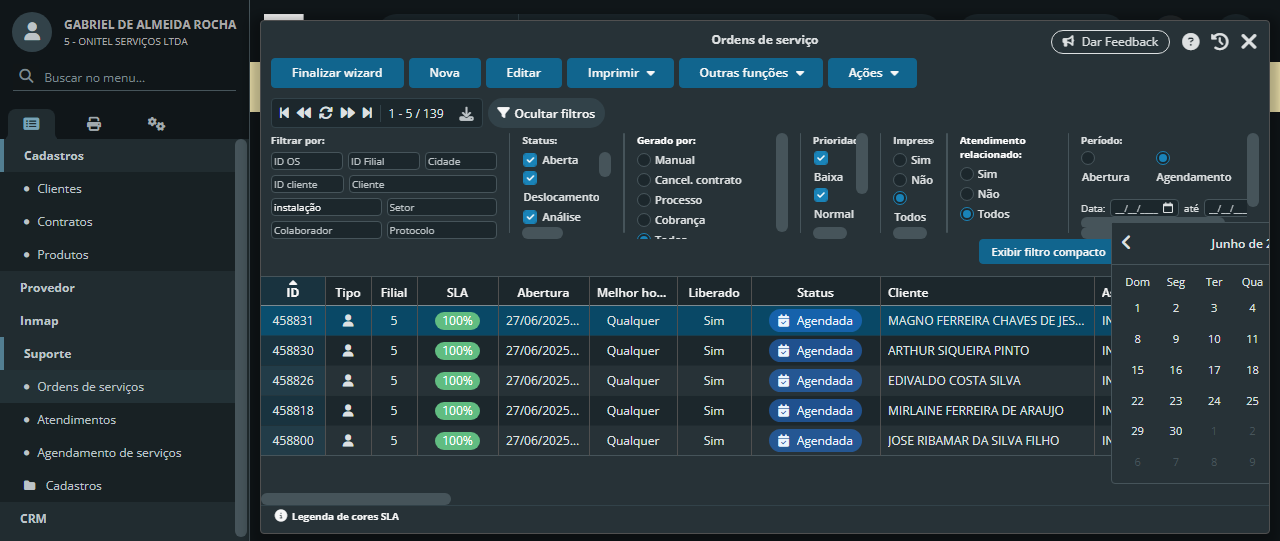 GABRIEL DE ALMEIDA ROCHA
5 - ONITEL SERVIÇOS LTDA
Buscar no menu...
Cadastros
Clientes
Contratos
Produtos
Provedor
Inmap
Suporte
Ordens de serviços
Atendimentos
Agendamento de serviços
Cadastros
CRM
Ordens de serviço
Dar Feedback
?
Finalizar wizard Nova Editar Imprimir Outras funções Ações
1 - 5 / 139 Ocultar filtros
Filtrar por:
ID OS ID Filial Cidade
ID cliente Cliente
instalação Setor
Colaborador Protocolo
Status:
Aberta
Deslocamento
Análise
Gerado por:
Manual
Cancel. contrato
Processo
Cobrança
Todos
Prioridad
Baixa
Normal
Impress
Sim
Não
Todos
Atendimento
relacionado:
Sim
Não
Todos
Período:
Abertura Agendamento
Data: __/__/____ até __/__/__
Exibir filtro compacto
Junho de 2
Dom Seg Ter Qua
1 2 3 4
8 9 10 11
15 16 17 18
22 23 24 25
29 30 1 2
6 7 8 9
ID Tipo Filial SLA Abertura Melhor ho... Liberado Status Cliente
458831 5 100% 27/06/2025... Qualquer Sim Agendada MAGNO FERREIRA CHAVES DE JES...
458830 5 100% 27/06/2025... Qualquer Sim Agendada ARTHUR SIQUEIRA PINTO
458826 5 100% 27/06/2025... Qualquer Sim Agendada EDIVALDO COSTA SILVA
458818 5 100% 27/06/2025... Qualquer Sim Agendada MIRLAINE FERREIRA DE ARAUJO
458800 5 100% 27/06/2025... Qualquer Sim Agendada JOSE RIBAMAR DA SILVA FILHO
Legenda de cores SLA